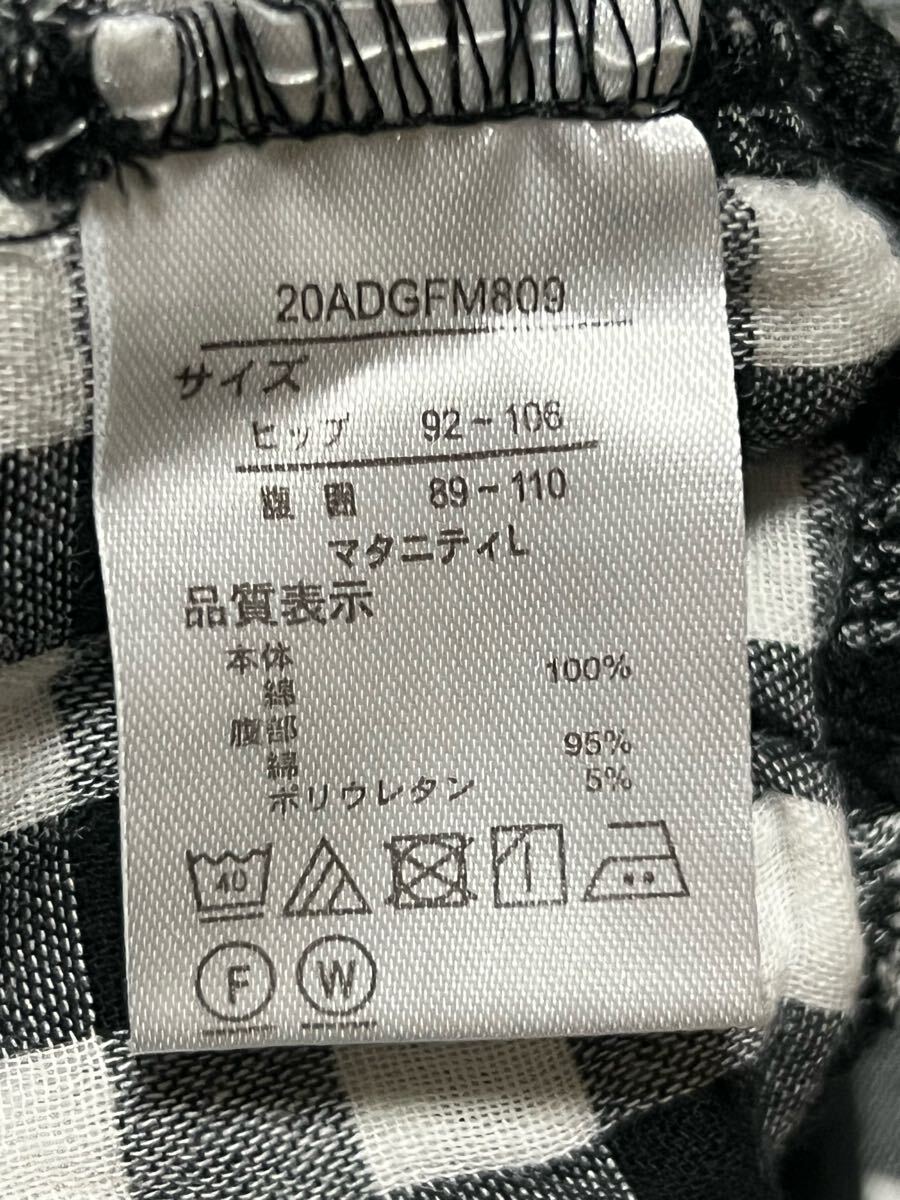 20ADGFM809
サイズ
ヒップ 92~106
腹囲 89~110
マタニティL
品質表示
本体
綿 100%
腹部
綿 95%
ポリウレタン 5%
40
F W